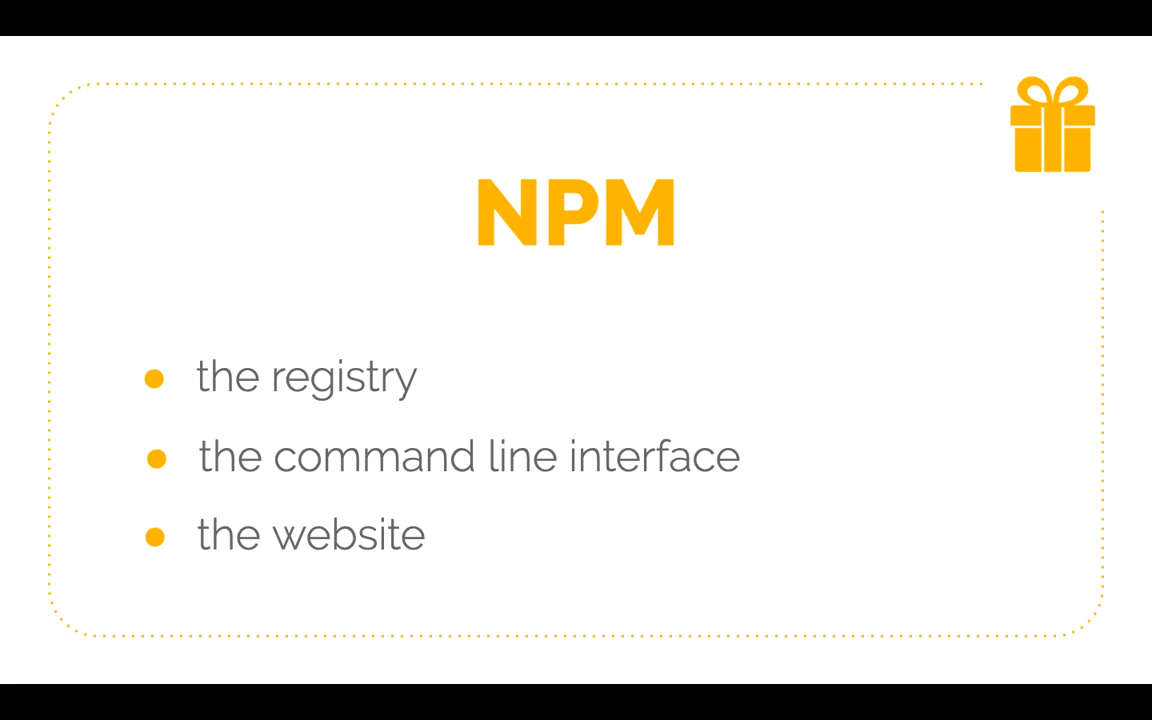 NPM
the registry
the command line interface
the website